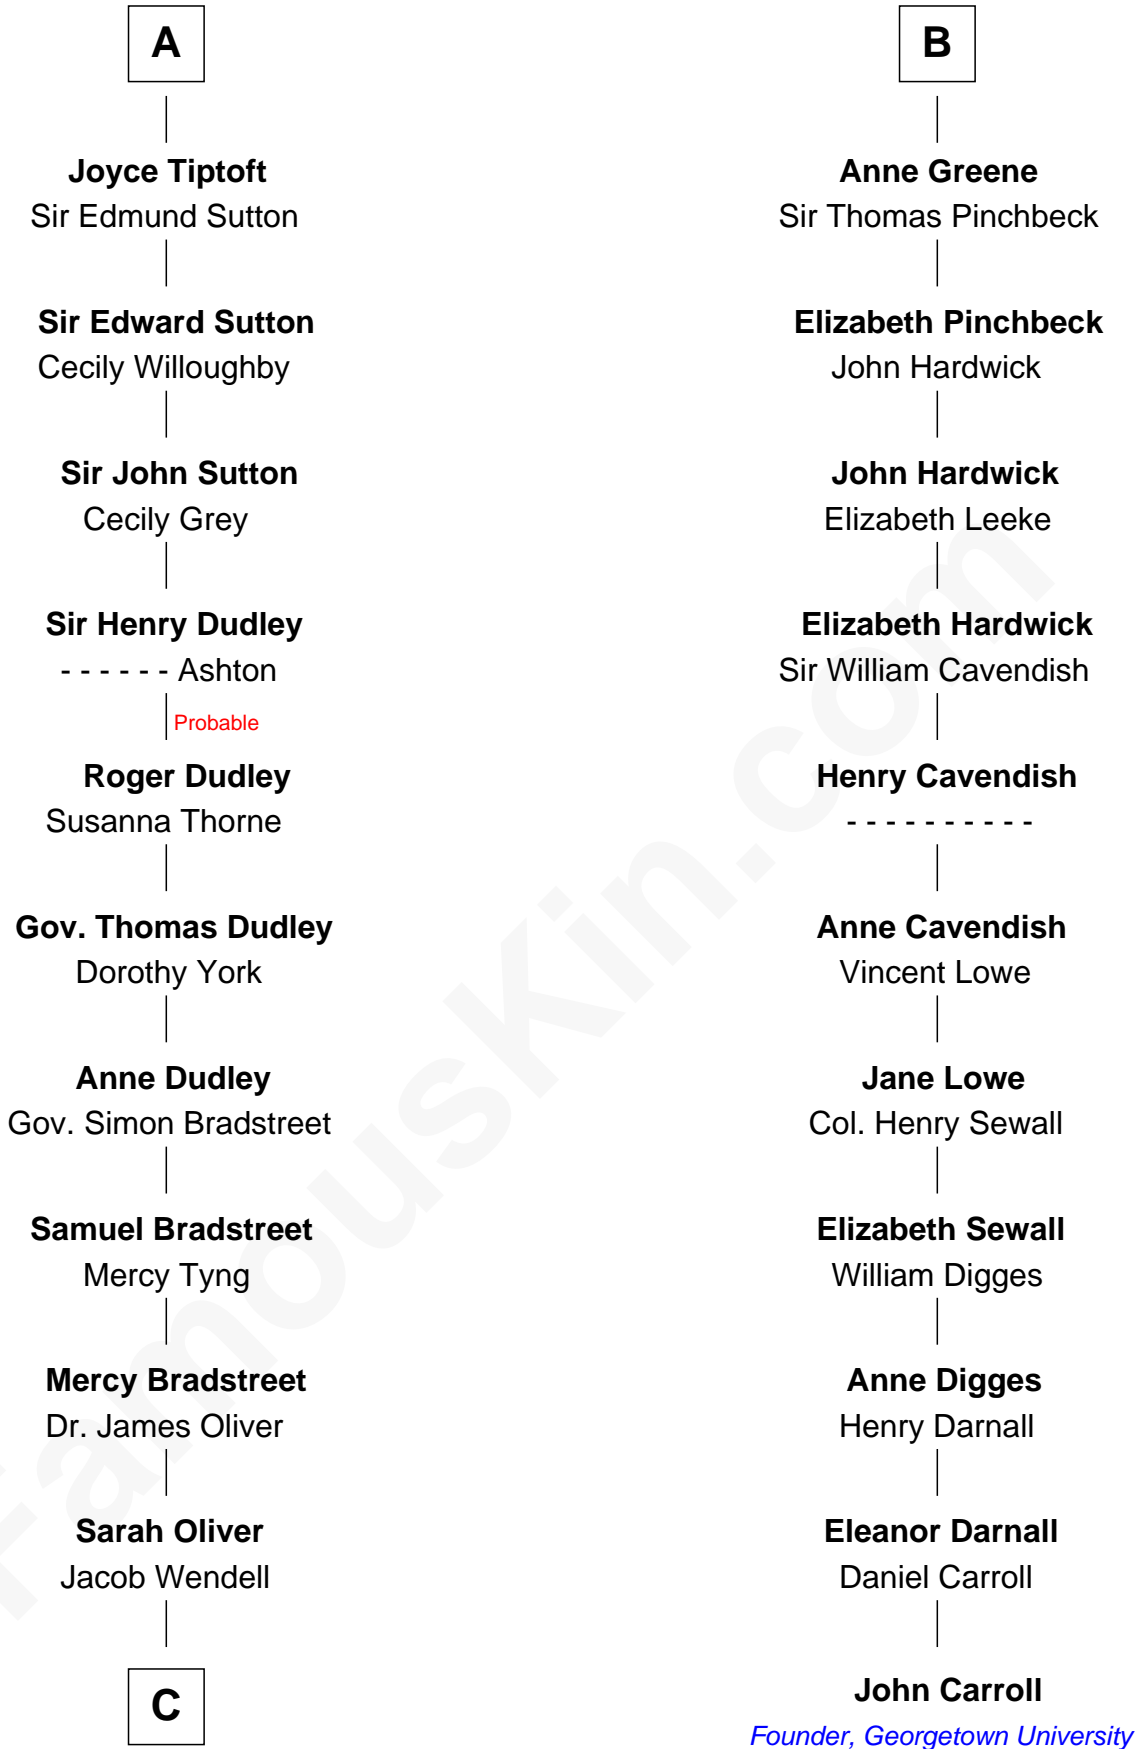 A
Joyce Tiptoft
Sir Edmund Sutton
Sir Edward Sutton
Cecily Willoughby
Sir John Sutton
Cecily Grey
Sir Henry Dudley
- - - - - - Ashton
Probable
Roger Dudley
Susanna Thorne
Gov. Thomas Dudley
Dorothy York
Anne Dudley
Gov. Simon Bradstreet
Samuel Bradstreet
Mercy Tyng
Mercy Bradstreet
Dr. James Oliver
Sarah Oliver
Jacob Wendell
C
B
Anne Greene
Sir Thomas Pinchbeck
Elizabeth Pinchbeck
John Hardwick
John Hardwick
Elizabeth Leeke
Elizabeth Hardwick
Sir William Cavendish
Henry Cavendish
- - - - - - - - - -
Anne Cavendish
Vincent Lowe
Jane Lowe
Col. Henry Sewall
Elizabeth Sewall
William Digges
Anne Digges
Henry Darnall
Eleanor Darnall
Daniel Carroll
John Carroll
Founder, Georgetown University
FamousKin.com